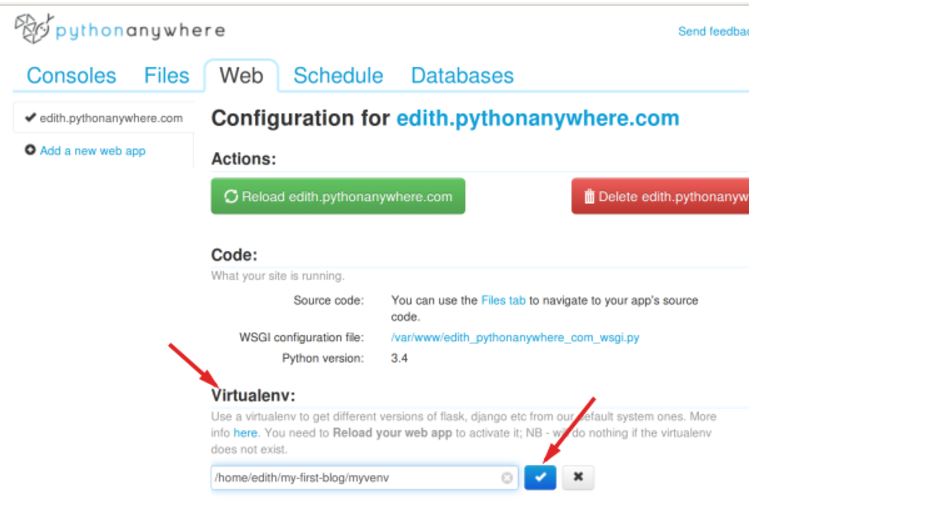 pythonanywhere
Send feedbac
Consoles Files Web Schedule Databases
edith.pythonanywhere.com
Add a new web app
Configuration for edith.pythonanywhere.com
Actions:
Reload edith.pythonanywhere.com
Delete edith.pythonanyw
Code:
What your site is running.
Source code: You can use the Files tab to navigate to your app's source
code.
WSGI configuration file: /var/www/edith_pythonanywhere_com_wsgi.py
Python version: 3.4
Virtualenv:
Use a virtualenv to get different versions of flask, django etc from our default system ones. More
info here. You need to Reload your web app to activate it; NB - will do nothing if the virtualenv
does not exist.
/home/edith/my-first-blog/myvenv